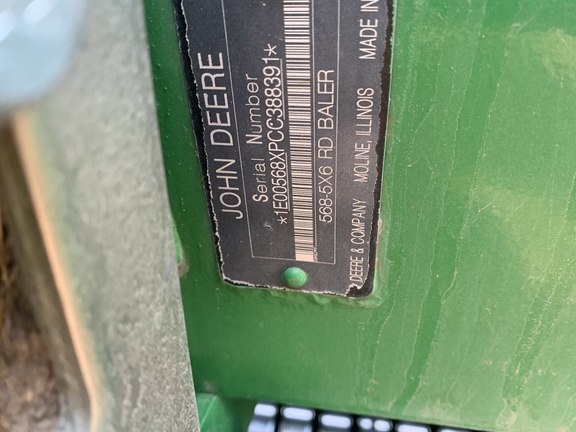 JOHN DEERE
Serial Number
*1E00568XPCC388391*
568-5X6 RD BALER
DEERE & COMPANY MOLINE, ILLINOIS MADE IN